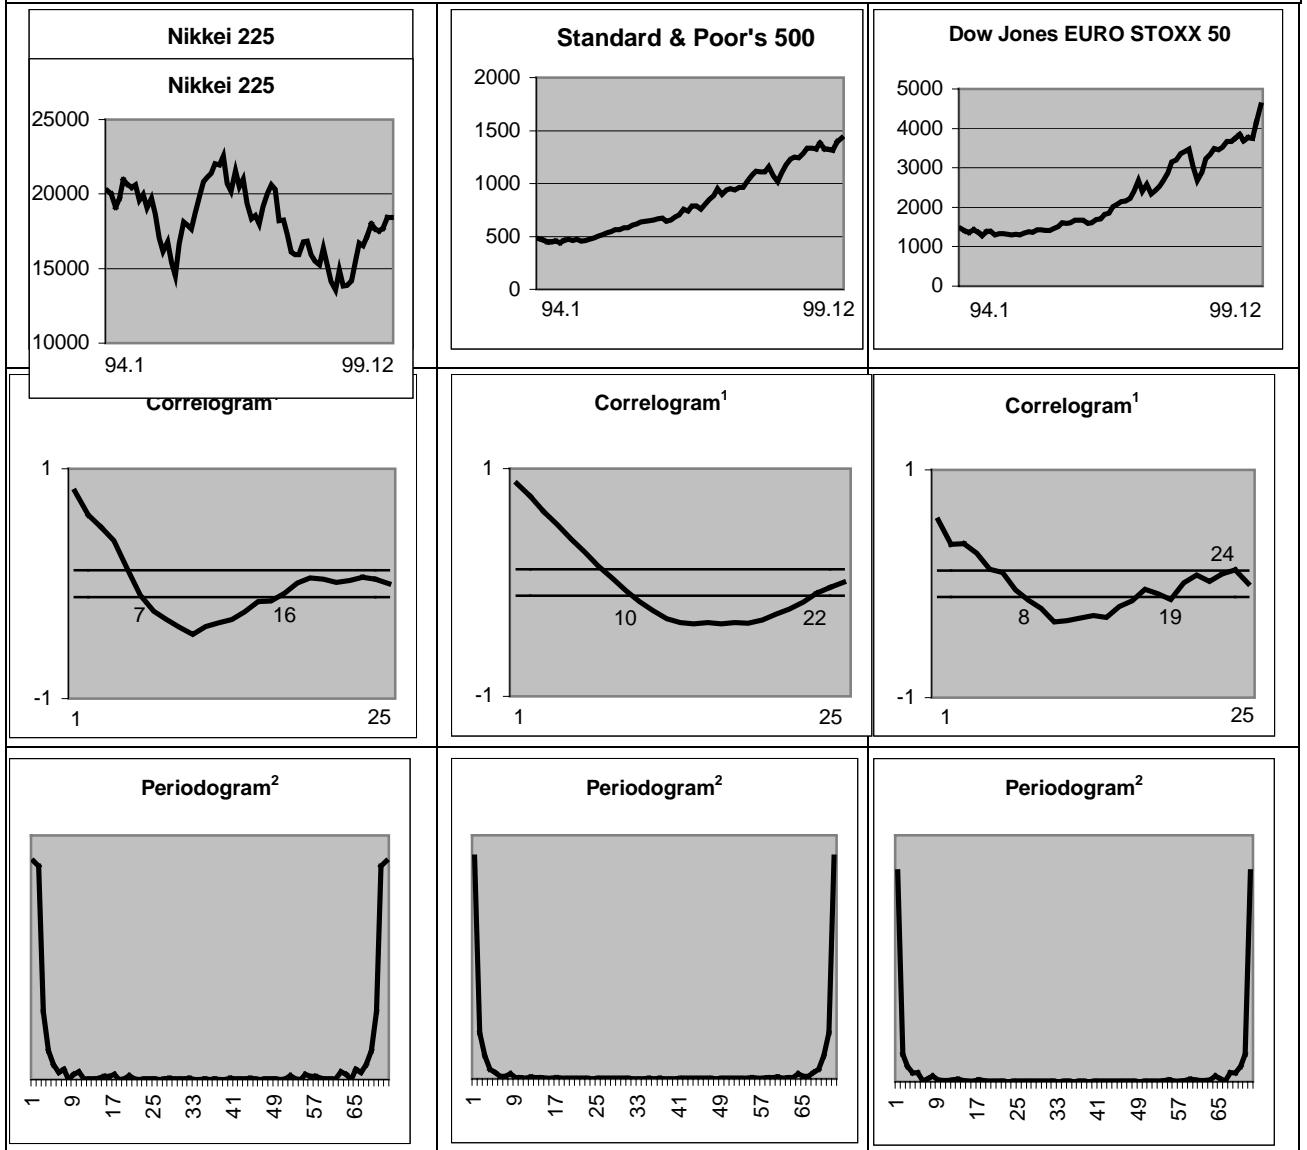 Nikkei 225
Nikkei 225
25000
20000
15000
10000
94.1 99.12
Standard & Poor's 500
2000
1500
1000
500
0
94.1 99.12
Dow Jones EURO STOXX 50
5000
4000
3000
2000
1000
0
94.1 99.12
Correlogram¹
1
7 16
-1
1 25
Correlogram¹
1
10 22
-1
1 25
Correlogram¹
1
24
8 19
-1
1 25
Periodogram²
1 9 17 25 33 41 49 57 65
Periodogram²
1 9 17 25 33 41 49 57 65
Periodogram²
1 9 17 25 33 41 49 57 65